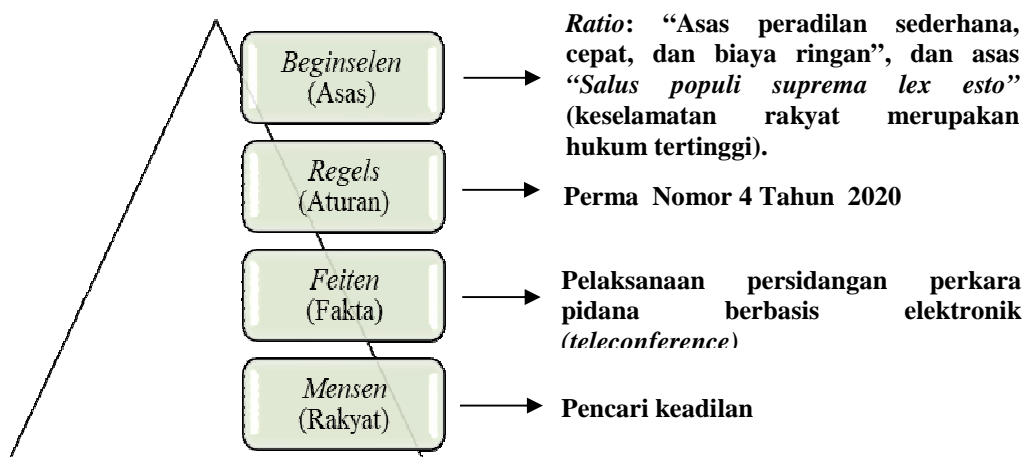 Beginselen
(Asas)
Ratio: “Asas peradilan sederhana,
cepat, dan biaya ringan”, dan asas
“Salus populi suprema lex esto”
(keselamatan rakyat merupakan
hukum tertinggi).
Regels
(Aturan)
Perma Nomor 4 Tahun 2020
Feiten
(Fakta)
Pelaksanaan persidangan perkara
pidana berbasis elektronik
(teleconference)
Mensen
(Rakyat)
Pencari keadilan